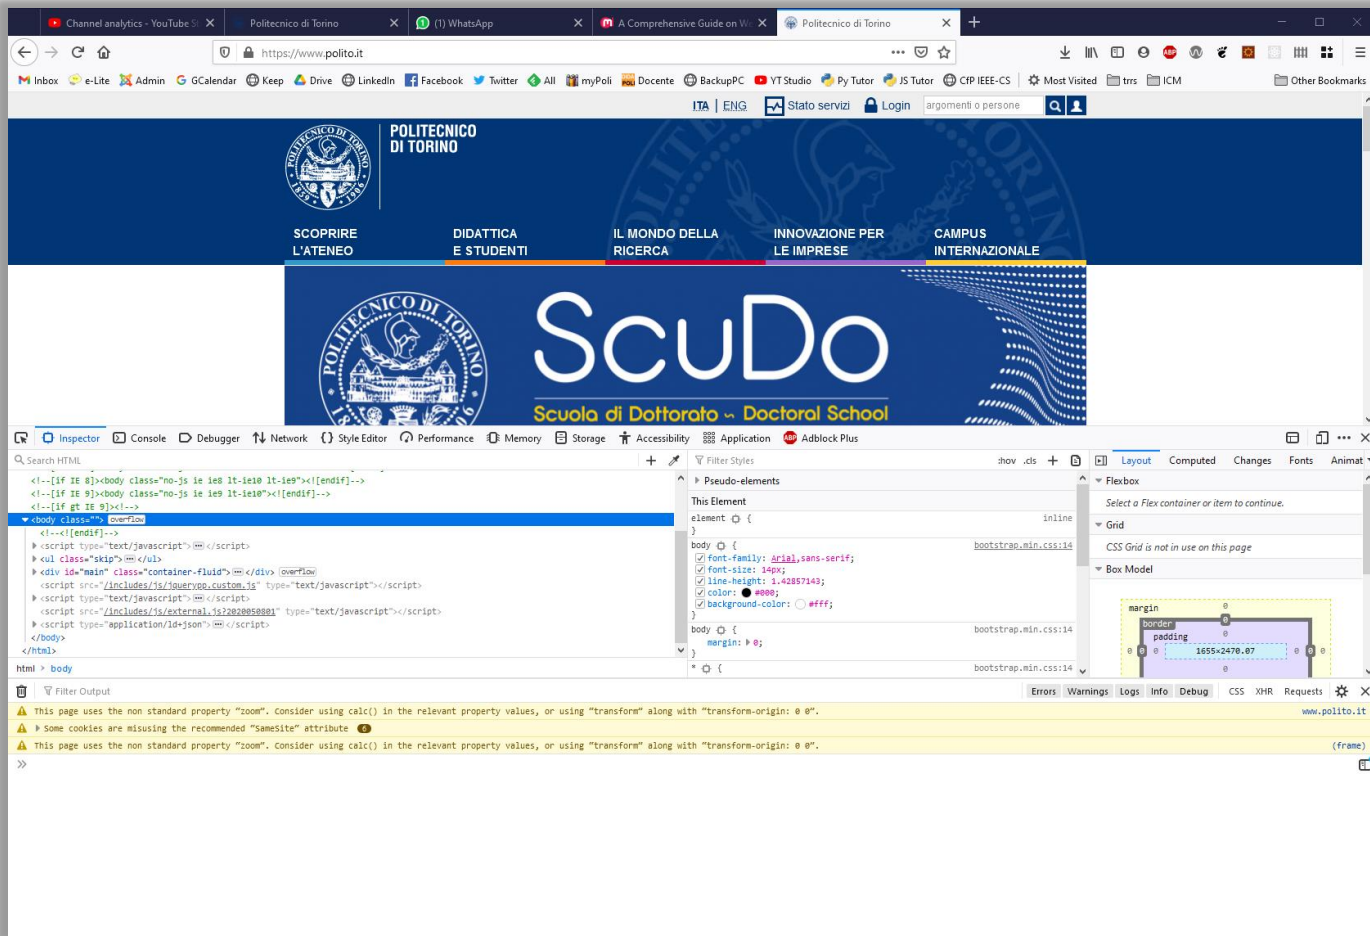 Channel analytics - YouTube St
Politecnico di Torino
(1) WhatsApp
A Comprehensive Guide on We
Politecnico di Torino
https://www.polito.it
Inbox e-Lite Admin GCalendar Keep Drive LinkedIn Facebook Twitter All myPoli Docente BackupPC YT Studio Py Tutor JS Tutor CfP IEEE-CS Most Visited trrs ICM Other Bookmarks
ITA | ENG Stato servizi Login argomenti o persone
POLITECNICO
DI TORINO
SCOPRIRE
L'ATENEO
DIDATTICA
E STUDENTI
IL MONDO DELLA
RICERCA
INNOVAZIONE PER
LE IMPRESE
CAMPUS
INTERNAZIONALE
POLITECNICO DI TORINO
ScuDo
Scuola di Dottorato ~ Doctoral School
Inspector Console Debugger Network Style Editor Performance Memory Storage Accessibility Application Adblock Plus
Search HTML
<!--[if IE 8]><body class="no-js ie ie8 lt-ie10 lt-ie9"><![endif]-->
<!--[if IE 9]><body class="no-js ie ie9 lt-ie10"><![endif]-->
<!--[if gt IE 9]><!-->
<body class=""> overflow
<!--<![endif]-->
<script type="text/javascript"> </script>
<ul class="skip"> </ul>
<div id="main" class="container-fluid"> </div> overflow
<script src="/includes/js/jquerypp.custom.js" type="text/javascript"></script>
<script type="text/javascript"> </script>
<script src="/includes/js/external.js?2020050801" type="text/javascript"></script>
<script type="application/ld+json"> </script>
</body>
</html>
html > body
Filter Styles :hov .cls +
Pseudo-elements
This Element
element { inline
}
body { bootstrap.min.css:14
font-family: Arial,sans-serif;
font-size: 14px;
line-height: 1.42857143;
color: #000;
background-color: #fff;
}
body { bootstrap.min.css:14
margin: 0;
}
* { bootstrap.min.css:14
Layout Computed Changes Fonts Animat
Flexbox
Select a Flex container or item to continue.
Grid
CSS Grid is not in use on this page
Box Model
margin 0
border 0
padding 0
0 0 0 1655×2470.07 0 0 0
0
Filter Output
Errors Warnings Logs Info Debug CSS XHR Requests
This page uses the non standard property "zoom". Consider using calc() in the relevant property values, or using "transform" along with "transform-origin: 0 0". www.polito.it
Some cookies are misusing the recommended "SameSite" attribute 6
This page uses the non standard property "zoom". Consider using calc() in the relevant property values, or using "transform" along with "transform-origin: 0 0". (frame)